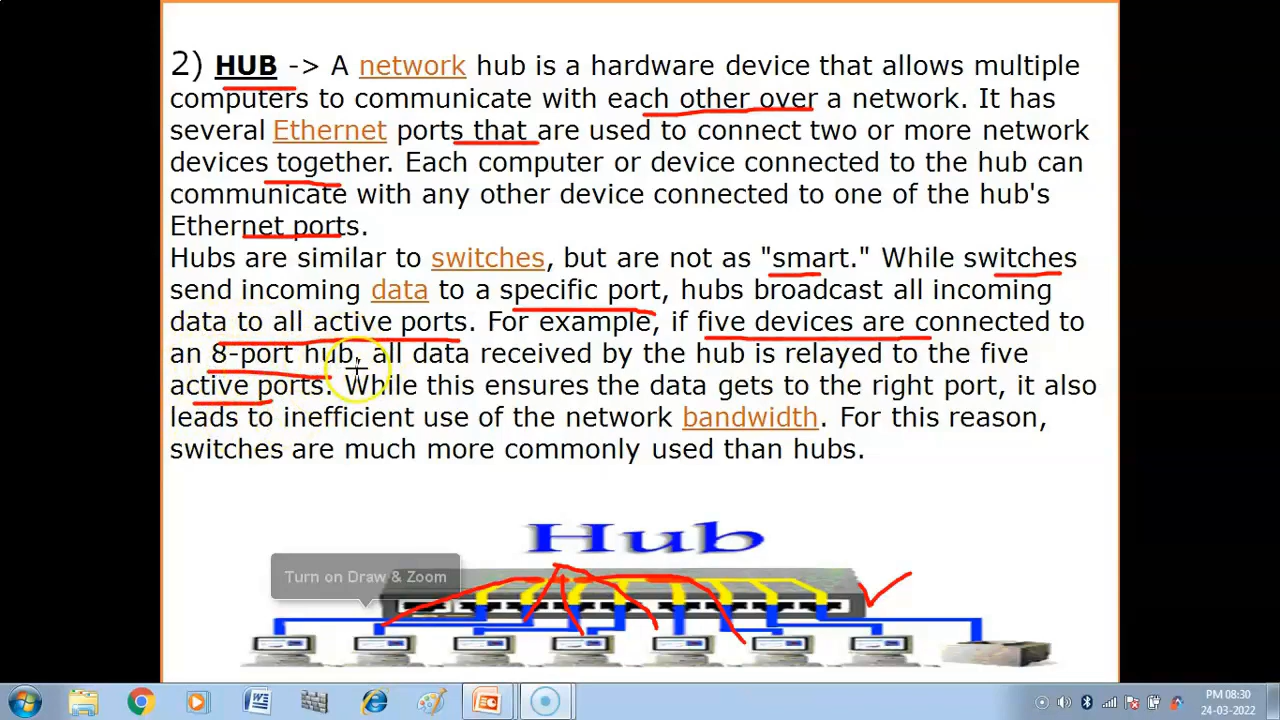 2) HUB -> A network hub is a hardware device that allows multiple
computers to communicate with each other over a network. It has
several Ethernet ports that are used to connect two or more network
devices together. Each computer or device connected to the hub can
communicate with any other device connected to one of the hub's
Ethernet ports.
Hubs are similar to switches, but are not as "smart." While switches
send incoming data to a specific port, hubs broadcast all incoming
data to all active ports. For example, if five devices are connected to
an 8-port hub, all data received by the hub is relayed to the five
active ports. While this ensures the data gets to the right port, it also
leads to inefficient use of the network bandwidth. For this reason,
switches are much more commonly used than hubs.
Hub
Turn on Draw & Zoom
PM 08:30
24-03-2022